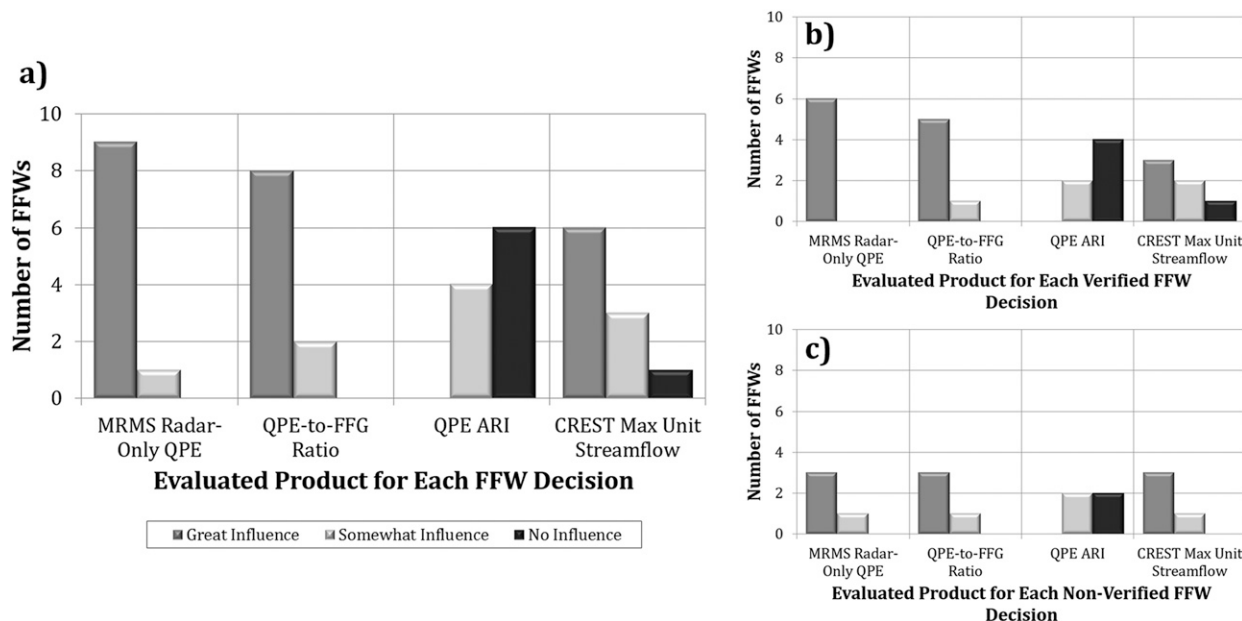 a)
Number of FFWs
10
8
6
4
2
0
MRMS Radar-
Only QPE
QPE-to-FFG
Ratio
QPE ARI
CREST Max Unit
Streamflow
Evaluated Product for Each FFW Decision
Great Influence
Somewhat Influence
No Influence
b)
Number of FFWs
10
8
6
4
2
0
MRMS Radar-
Only QPE
QPE-to-FFG
Ratio
QPE ARI
CREST Max Unit
Streamflow
Evaluated Product for Each Verified FFW
Decision
c)
Number of FFWs
10
8
6
4
2
0
MRMS Radar-
Only QPE
QPE-to-FFG
Ratio
QPE ARI
CREST Max Unit
Streamflow
Evaluated Product for Each Non-Verified FFW
Decision